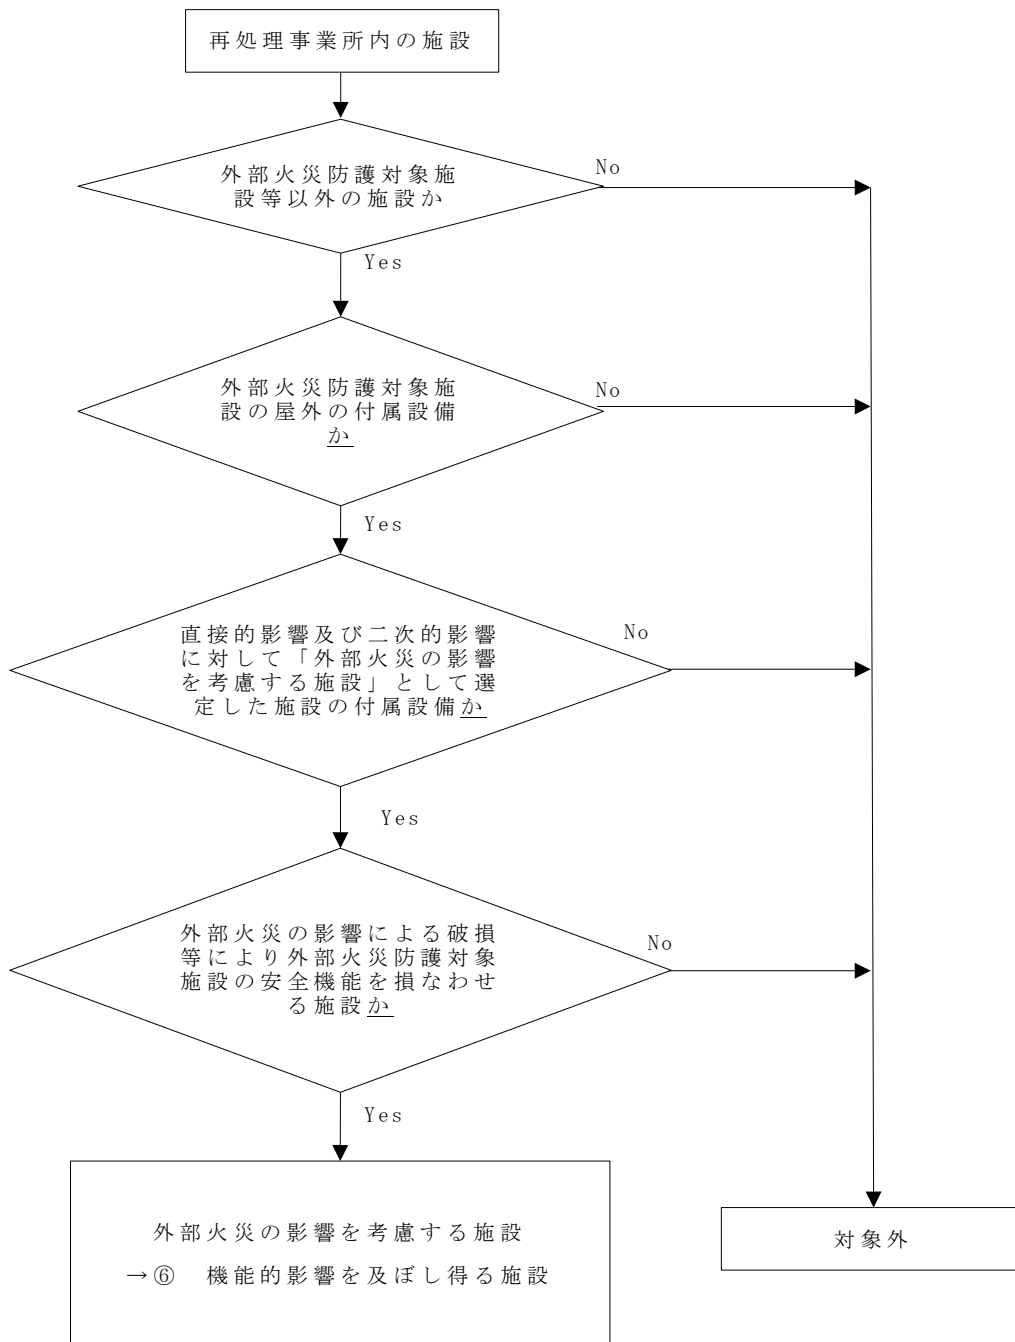 再処理事業所内の施設
外部火災防護対象施
設等以外の施設か
No
Yes
外部火災防護対象施
設の屋外の付属設備
か
No
Yes
直接的影響及び二次的影響
に対して「外部火災の影響
を考慮する施設」として選
定した施設の付属設備か
No
Yes
外部火災の影響による破損
等により外部火災防護対象
施設の安全機能を損なわせ
る施設か
No
Yes
外部火災の影響を考慮する施設
→⑥ 機能的影響を及ぼし得る施設
対象外